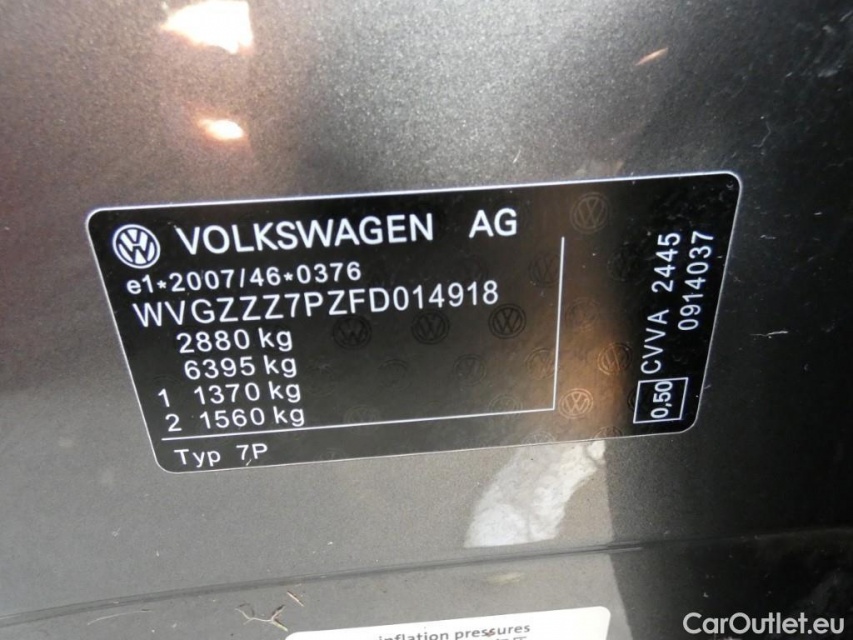 VOLKSWAGEN AG
e1*2007/46*0376
WVGZZZ7PZFD014918
2880 kg
6395 kg
1 1370 kg
2 1560 kg
Typ 7P
0,50 CVVA 2445
0914037
inflation pressures
CarOutlet.eu